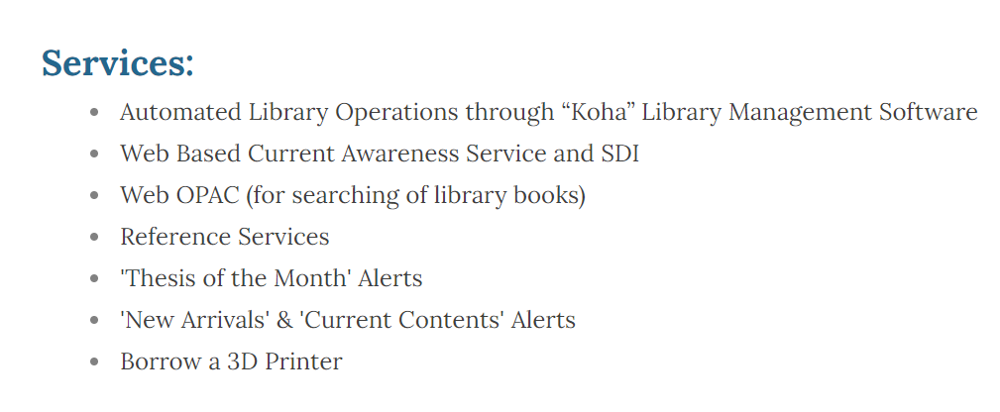 Services:
Automated Library Operations through “Koha” Library Management Software
Web Based Current Awareness Service and SDI
Web OPAC (for searching of library books)
Reference Services
'Thesis of the Month' Alerts
'New Arrivals' & 'Current Contents' Alerts
Borrow a 3D Printer